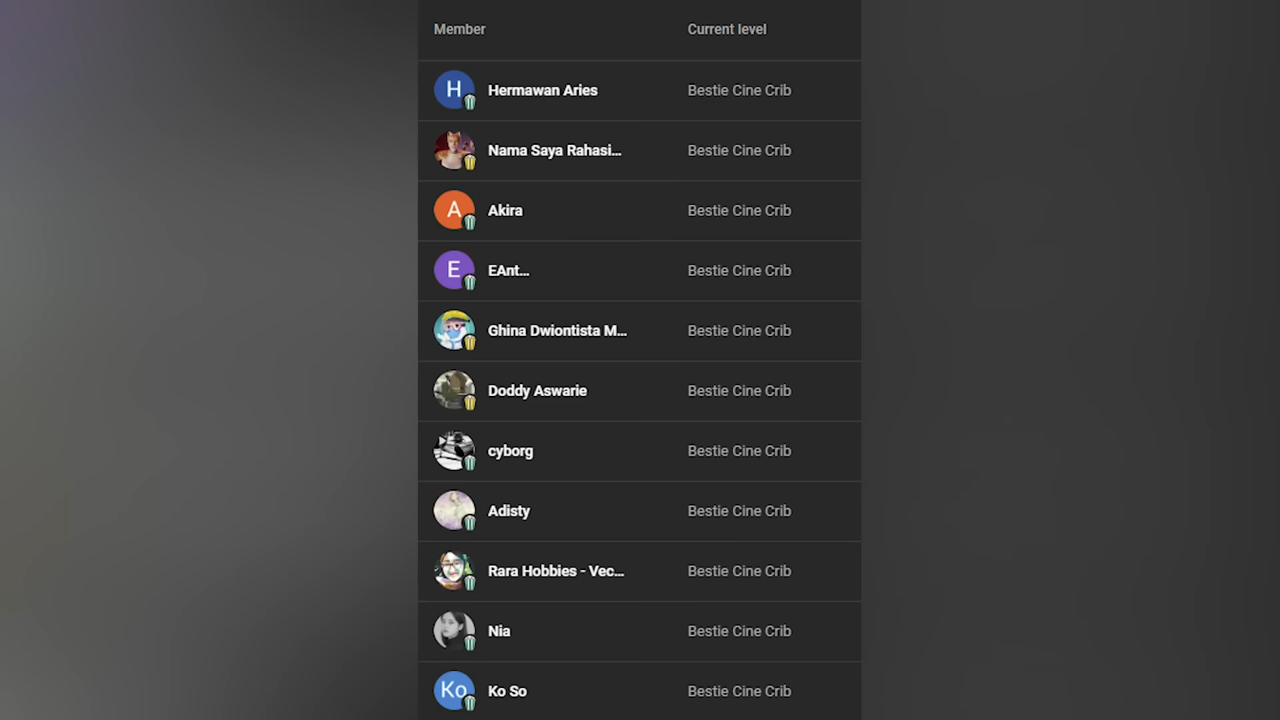 Member Current level
H Hermawan Aries Bestie Cine Crib
Nama Saya Rahasi... Bestie Cine Crib
A Akira Bestie Cine Crib
E EAnt... Bestie Cine Crib
Ghina Dwiontista M... Bestie Cine Crib
Doddy Aswarie Bestie Cine Crib
cyborg Bestie Cine Crib
Adisty Bestie Cine Crib
Rara Hobbies - Vec... Bestie Cine Crib
Nia Bestie Cine Crib
Ko Ko So Bestie Cine Crib